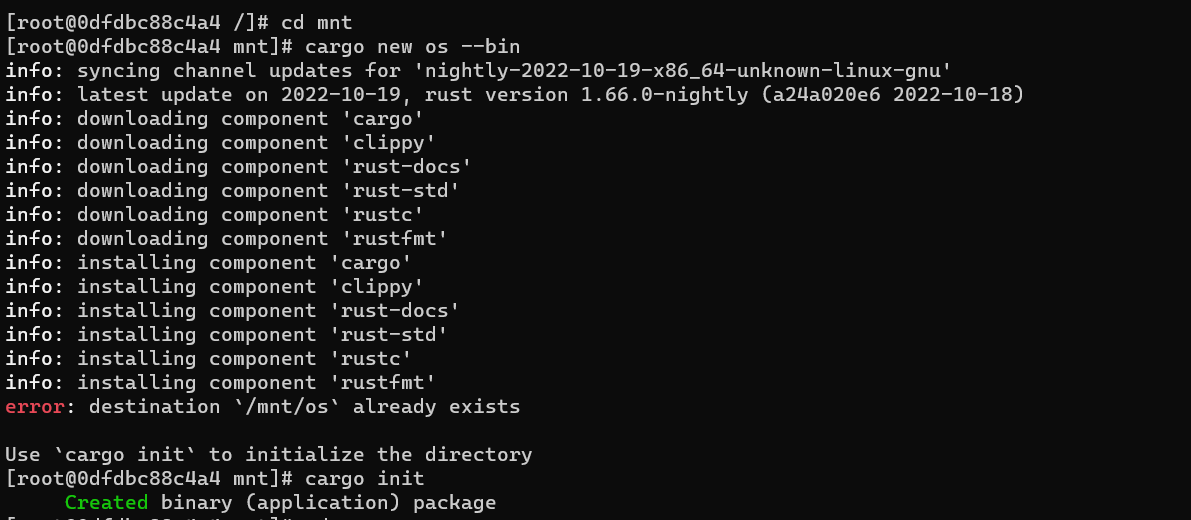 [root@0dfdbc88c4a4 /]# cd mnt
[root@0dfdbc88c4a4 mnt]# cargo new os --bin
info: syncing channel updates for 'nightly-2022-10-19-x86_64-unknown-linux-gnu'
info: latest update on 2022-10-19, rust version 1.66.0-nightly (a24a020e6 2022-10-18)
info: downloading component 'cargo'
info: downloading component 'clippy'
info: downloading component 'rust-docs'
info: downloading component 'rust-std'
info: downloading component 'rustc'
info: downloading component 'rustfmt'
info: installing component 'cargo'
info: installing component 'clippy'
info: installing component 'rust-docs'
info: installing component 'rust-std'
info: installing component 'rustc'
info: installing component 'rustfmt'
error: destination `/mnt/os` already exists
Use `cargo init` to initialize the directory
[root@0dfdbc88c4a4 mnt]# cargo init
Created binary (application) package